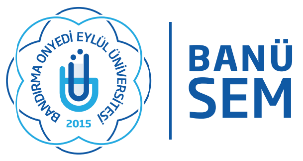 BANDIRMA ONYEDİ EYLÜL ÜNİVERSİTESİ
2015
BANÜ
SEM